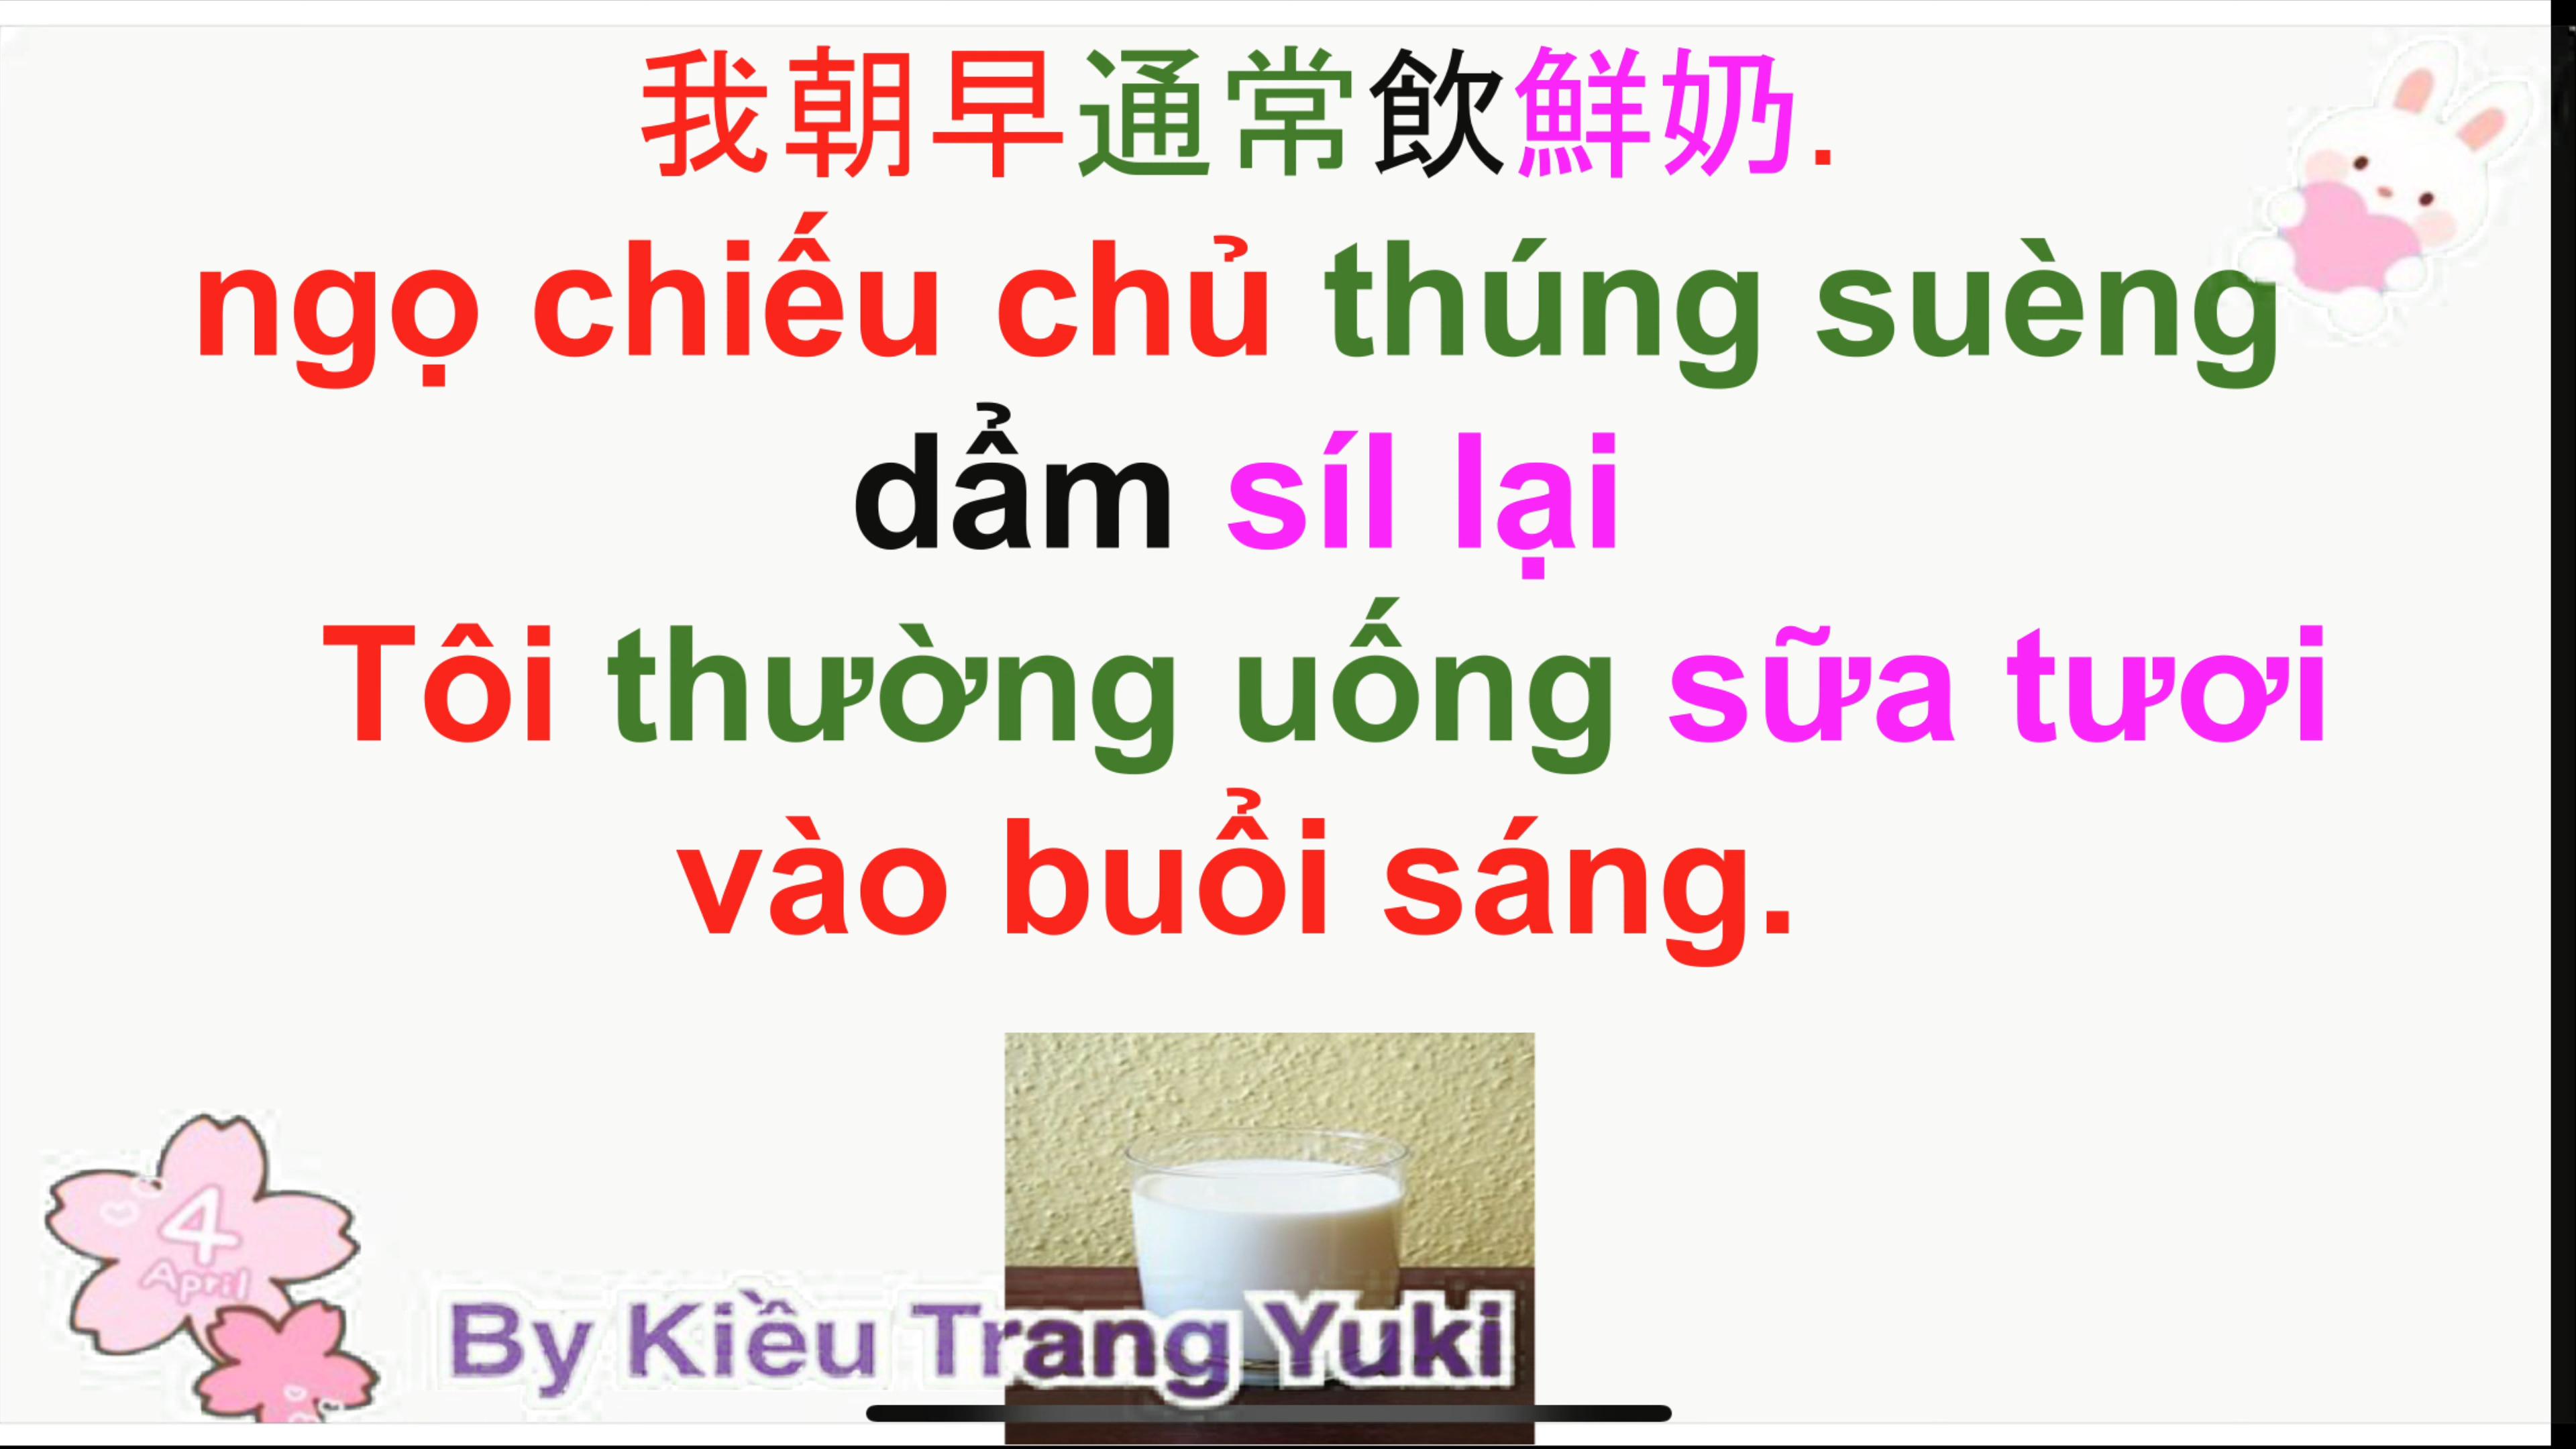 我朝早通常飲鮮奶.
ngọ chiếu chủ thúng suèng
dẩm síl lại
Tôi thường uống sữa tươi
vào buổi sáng.
4
April
By Kiều Trang Yuki